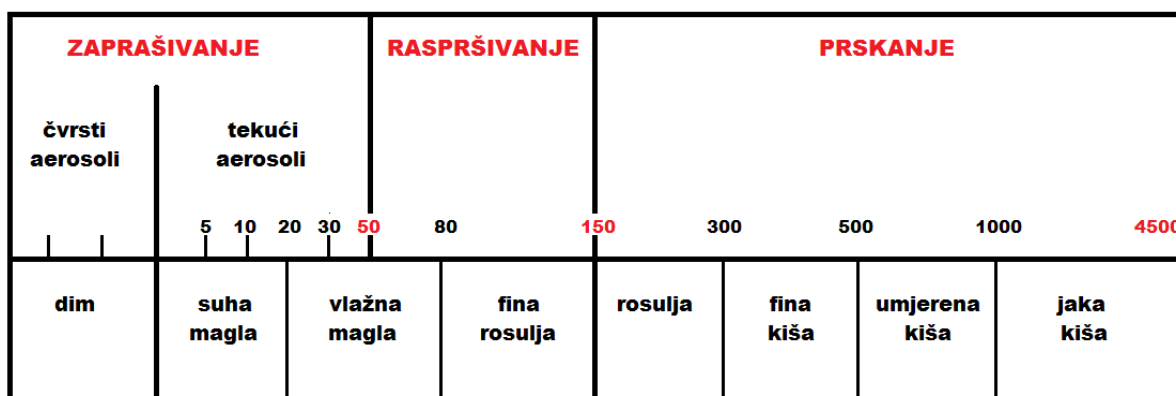 ZAPRAŠIVANJE RASPRŠIVANJE PRSKANJE
čvrsti tekući
aerosoli aerosoli
5 10 20 30 50 80 150 300 500 1000 4500
dim suha vlažna fina rosulja fina umjerena jaka
magla magla rosulja kiša kiša kiša